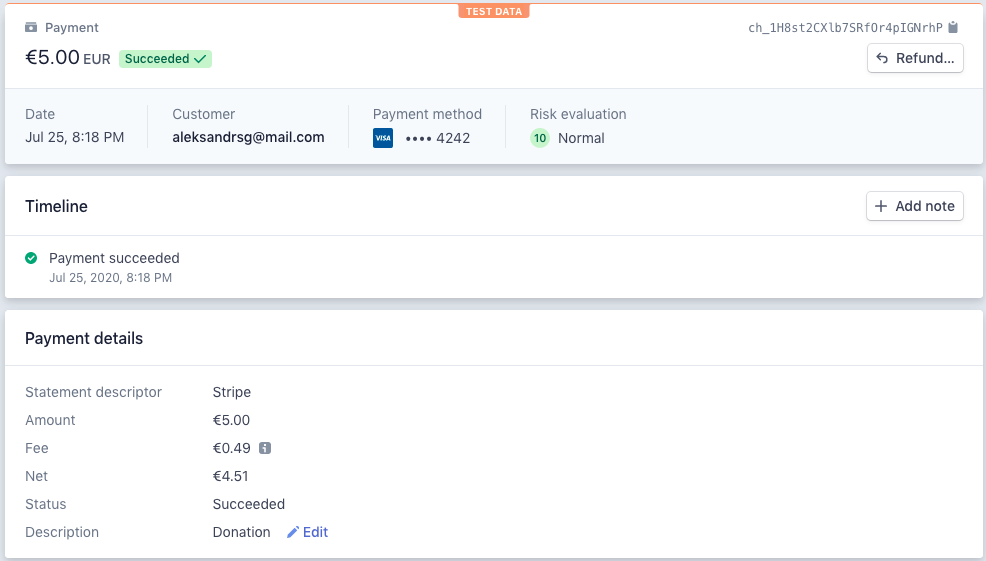 TEST DATA
Payment ch_1H8st2CXlb7SRfOr4pIGNrhP
€5.00 EUR Succeeded Refund...
Date Customer Payment method Risk evaluation
Jul 25, 8:18 PM aleksandrsg@mail.com VISA •••• 4242 10 Normal
Timeline Add note
Payment succeeded
Jul 25, 2020, 8:18 PM
Payment details
Statement descriptor Stripe
Amount €5.00
Fee €0.49
Net €4.51
Status Succeeded
Description Donation Edit